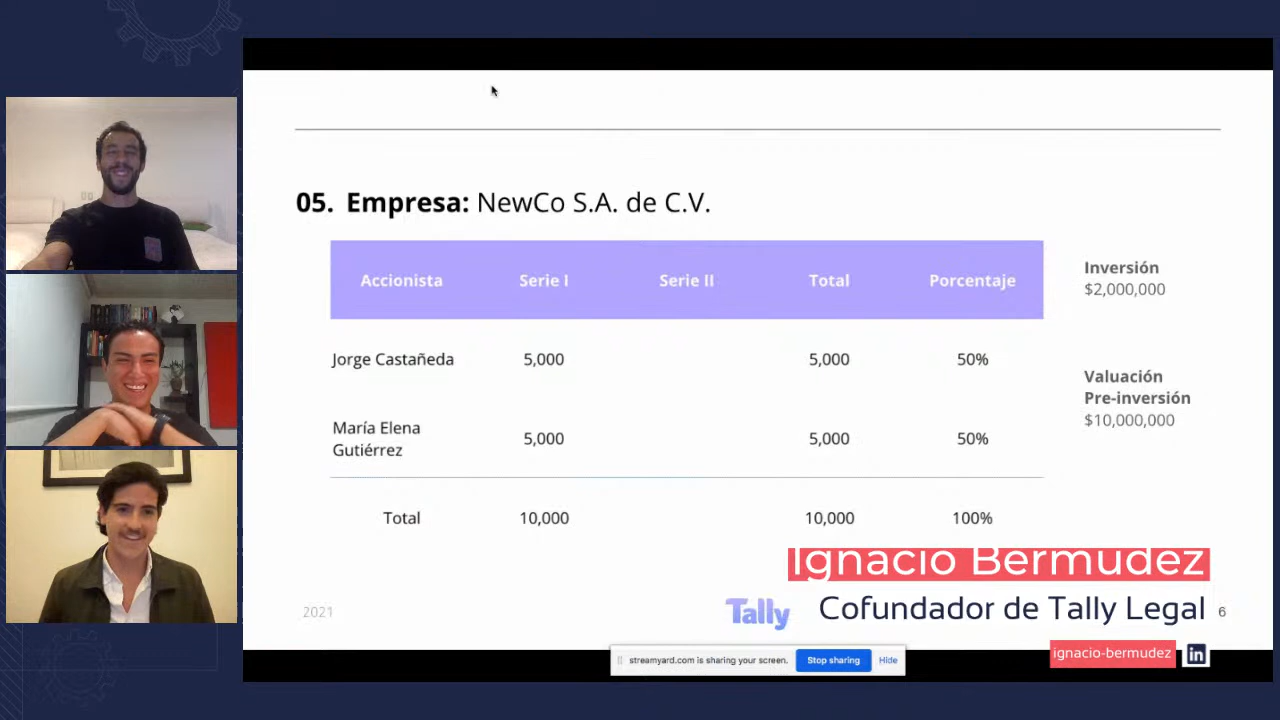 05. Empresa: NewCo S.A. de C.V.
Accionista Serie I Serie II Total Porcentaje
Jorge Castañeda 5,000 5,000 50%
María Elena
Gutiérrez 5,000 5,000 50%
Total 10,000 10,000 100%
Inversión
$2,000,000
Valuación
Pre-inversión
$10,000,000
Ignacio Bermudez
Cofundador de Tally Legal
ignacio-bermudez in
2021 Tally 6
streamyard.com is sharing your screen. Stop sharing Hide